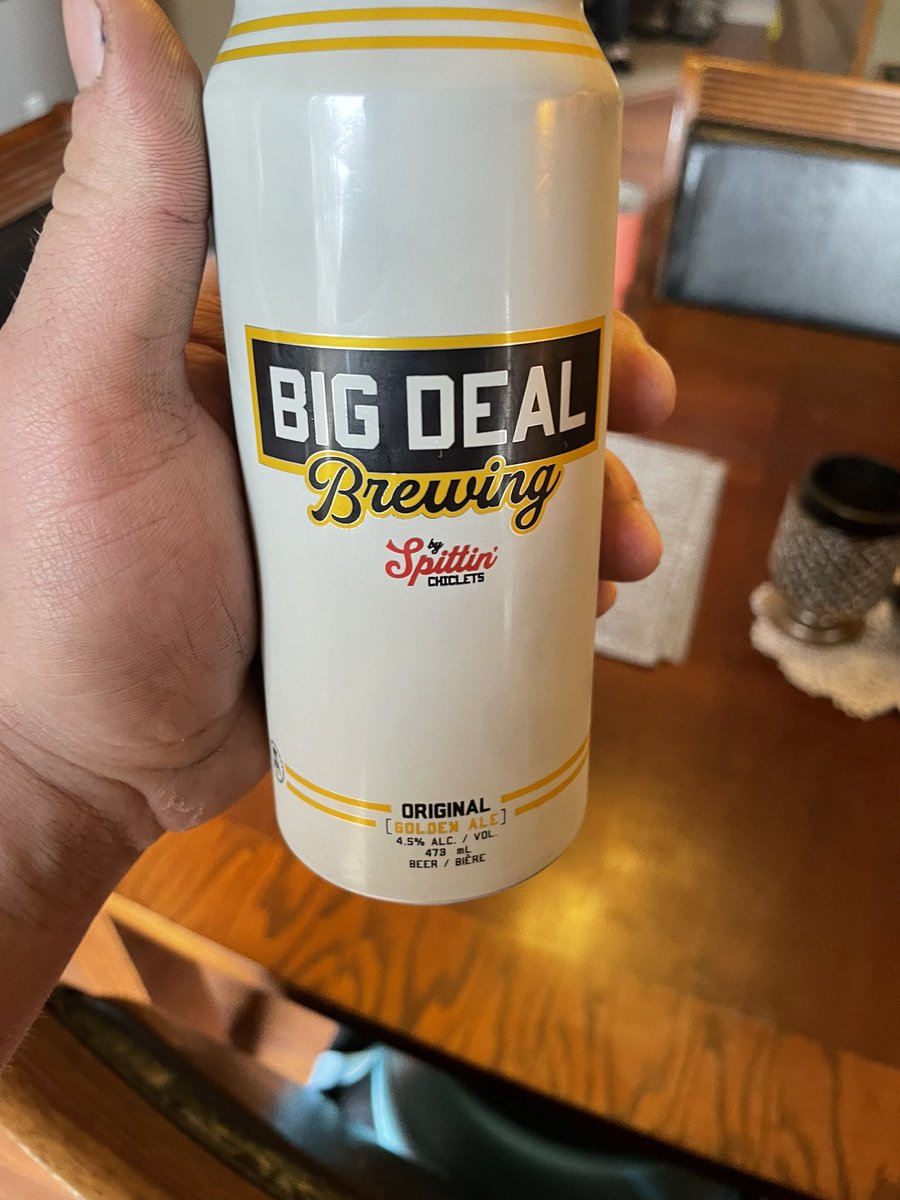 BIG DEAL
Brewing
by
Spittin'
CHICLETS
ORIGINAL
[GOLDEN ALE]
4.5% ALC. / VOL.
473 mL
BEER / BIÈRE